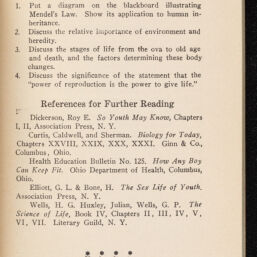 1. Put a diagram on the blackboard illustrating
Mendel's Law. Show its application to human in-
heritance.
2. Discuss the relative importance of environment and
heredity.
3. Discuss the stages of life from the ova to old age
and death, and the factors determining these body
changes.
4. Discuss the significance of the statement that the
"power of reproduction is the power to give life."
References for Further Reading
Dickerson, Roy E. So Youth May Know, Chapters
I, II, Association Press, N. Y.
Curtis, Caldwell, and Sherman. Biology for Today,
Chapters XXVIII, XXIX, XXX, XXXI. Ginn & Co.,
Columbus, Ohio.
Health Education Bulletin No. 125. How Any Boy
Can Keep Fit. Ohio Department of Health, Columbus,
Ohio.
Elliott, G. L. & Bone, H. The Sex Life of Youth.
Association Press, N. Y.
Wells, H. G. Huxley, Julian, Wells, G. P. The
Science of Life, Book IV, Chapters II, III, IV, V,
VI, VII. Literary Guild, N. Y.
* * * *